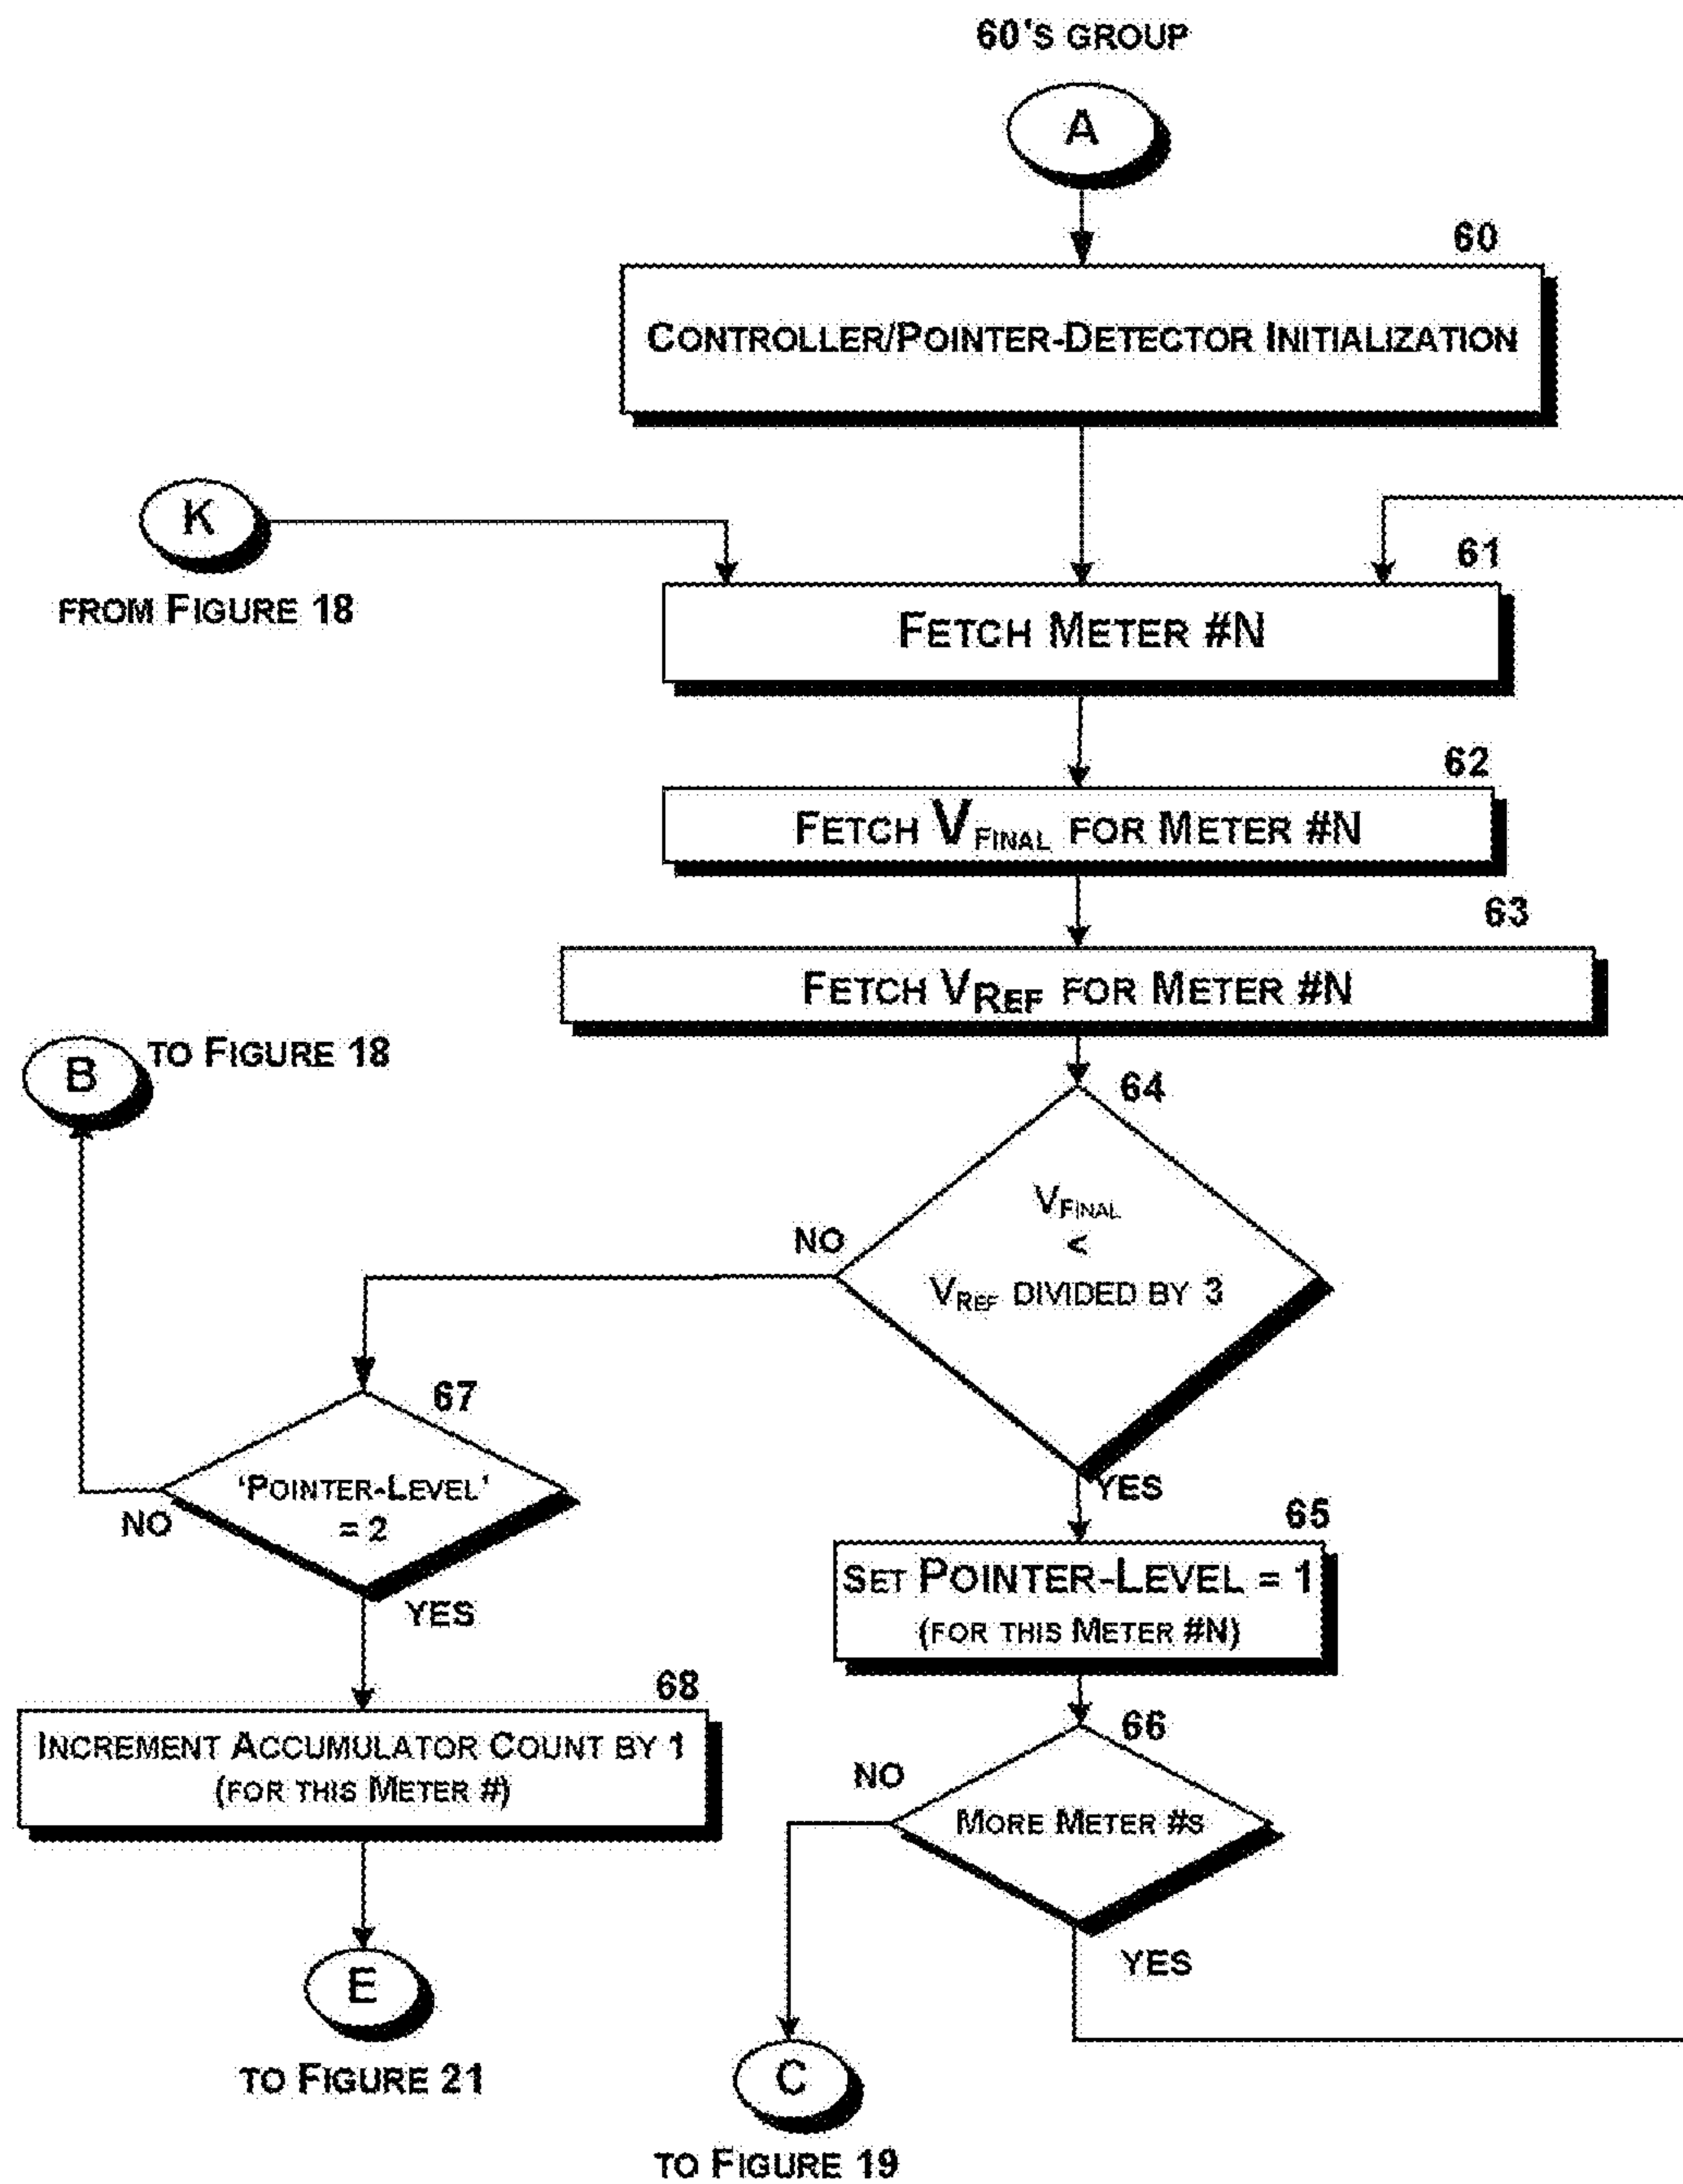 60'S GROUP
A
60
CONTROLLER/POINTER-DETECTOR INITIALIZATION
K
FROM FIGURE 18
61
FETCH METER #N
62
FETCH VFINAL FOR METER #N
63
FETCH VREF FOR METER #N
B
TO FIGURE 18
64
VFINAL
<
VREF DIVIDED BY 3
NO
YES
67
'POINTER-LEVEL'
= 2
NO
YES
65
SET POINTER-LEVEL = 1
(FOR THIS METER #N)
68
INCREMENT ACCUMULATOR COUNT BY 1
(FOR THIS METER #)
66
MORE METER #S
NO
YES
E
TO FIGURE 21
C
TO FIGURE 19